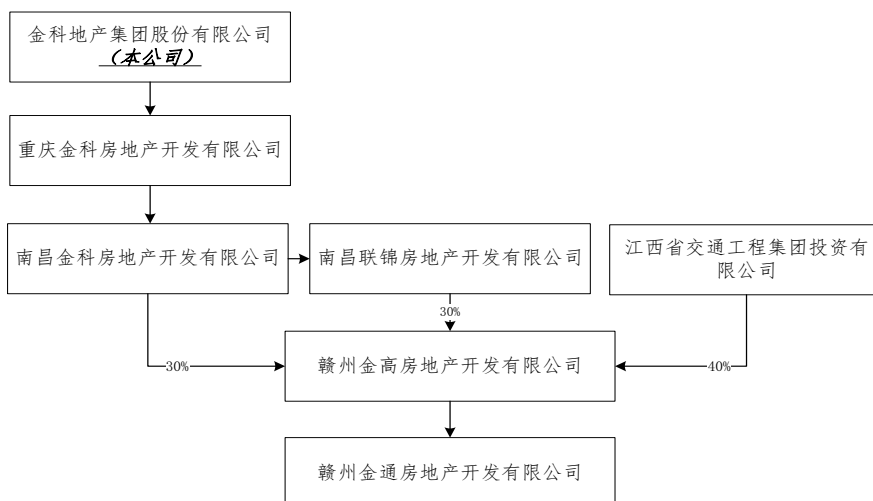 金科地产集团股份有限公司
（本公司）
重庆金科房地产开发有限公司
南昌金科房地产开发有限公司
南昌联锦房地产开发有限公司
江西省交通工程集团投资有
限公司
30%
30%
40%
赣州金高房地产开发有限公司
赣州金通房地产开发有限公司